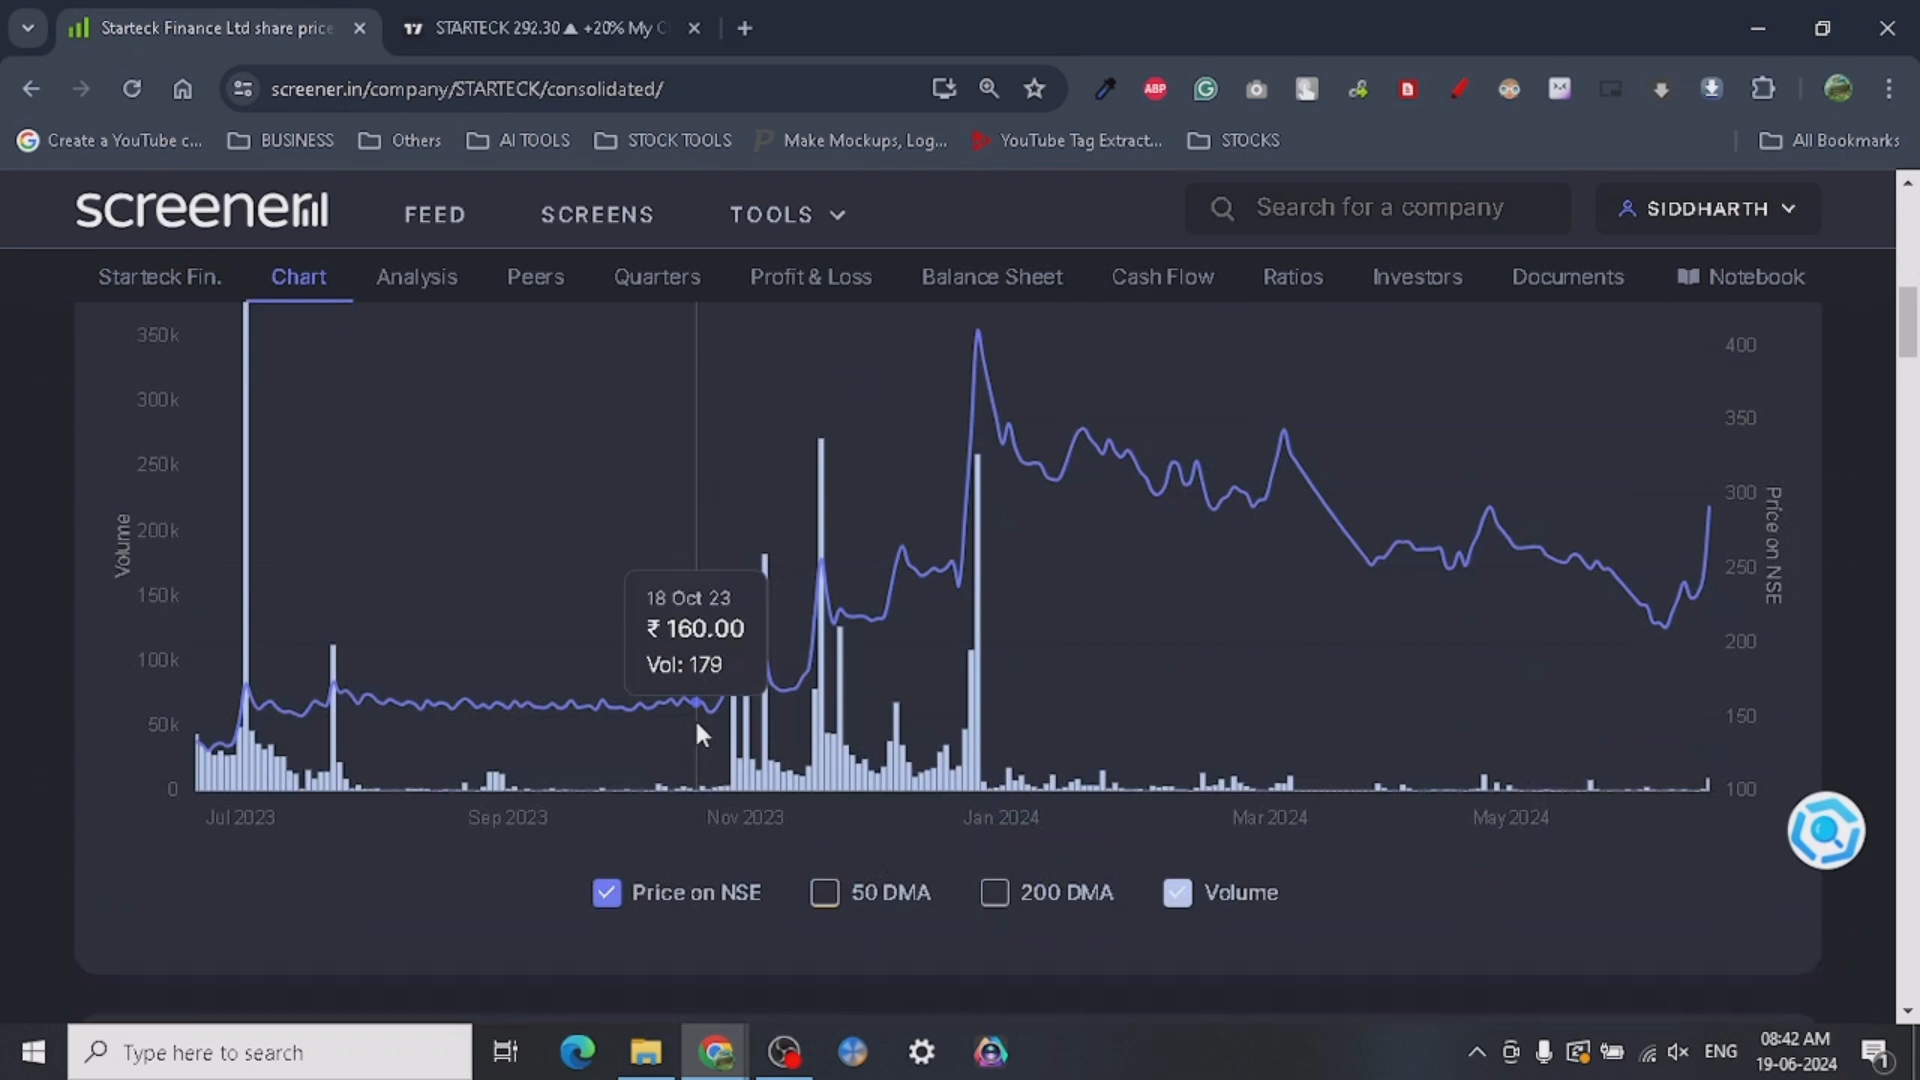 Starteck Finance Ltd share price
STARTECK 292.30 ▲ +20% My C
screener.in/company/STARTECK/consolidated/
ABP
Create a YouTube c...
BUSINESS
Others
AI TOOLS
STOCK TOOLS
Make Mockups, Log...
YouTube Tag Extract...
STOCKS
All Bookmarks
screener
FEED
SCREENS
TOOLS
Search for a company
SIDDHARTH
Starteck Fin.
Chart
Analysis
Peers
Quarters
Profit & Loss
Balance Sheet
Cash Flow
Ratios
Investors
Documents
Notebook
350k
300k
250k
200k
150k
100k
50k
0
Volume
400
350
300
250
200
150
100
Price on NSE
18 Oct 23
₹ 160.00
Vol: 179
Jul 2023
Sep 2023
Nov 2023
Jan 2024
Mar 2024
May 2024
Price on NSE
50 DMA
200 DMA
Volume
Type here to search
ENG
08:42 AM
19-06-2024
1